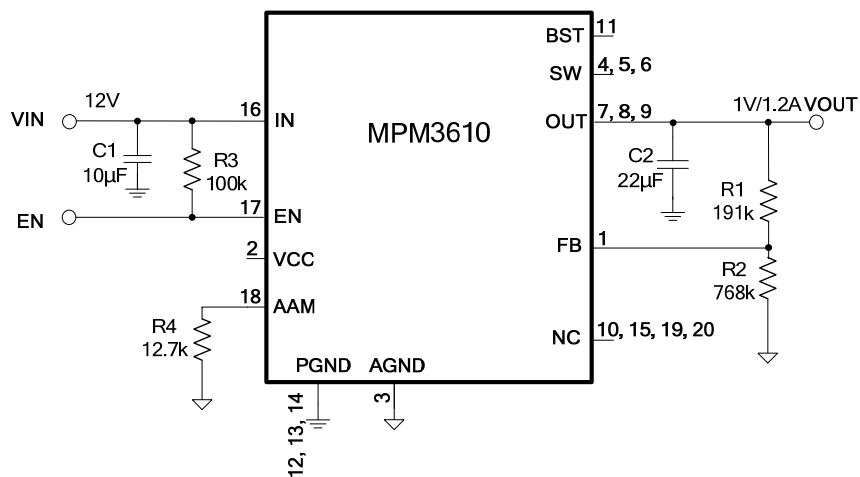 BST 11
SW 4, 5, 6
VIN 12V 16 IN MPM3610 OUT 7, 8, 9 1V/1.2A VOUT
C1
10µF
R3
100k
C2
22µF
R1
191k
EN 17 EN
FB 1
2 VCC
R2
768k
18 AAM
R4
12.7k
NC 10, 15, 19, 20
PGND AGND
12, 13, 14
3